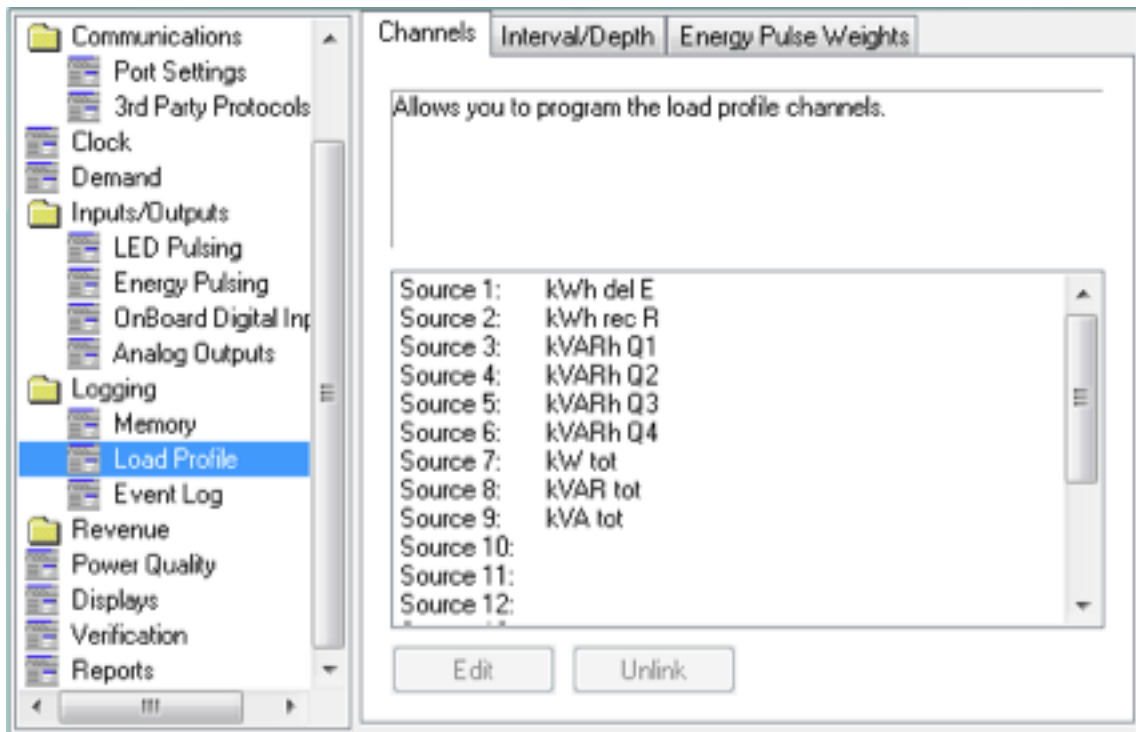 Communications
Port Settings
3rd Party Protocols
Clock
Demand
Inputs/Outputs
LED Pulsing
Energy Pulsing
OnBoard Digital Inp
Analog Outputs
Logging
Memory
Load Profile
Event Log
Revenue
Power Quality
Displays
Verification
Reports
Channels
Interval/Depth
Energy Pulse Weights
Allows you to program the load profile channels.
Source 1: kWh del E
Source 2: kWh rec R
Source 3: kVARh Q1
Source 4: kVARh Q2
Source 5: kVARh Q3
Source 6: kVARh Q4
Source 7: kW tot
Source 8: kVAR tot
Source 9: kVA tot
Source 10:
Source 11:
Source 12:
Edit
Unlink